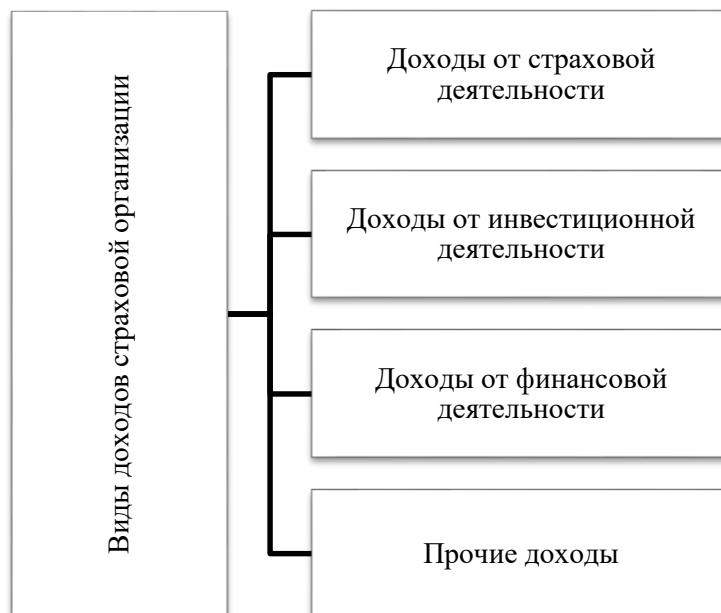 Виды доходов страховой организации
Доходы от страховой
деятельности
Доходы от инвестиционной
деятельности
Доходы от финансовой
деятельности
Прочие доходы